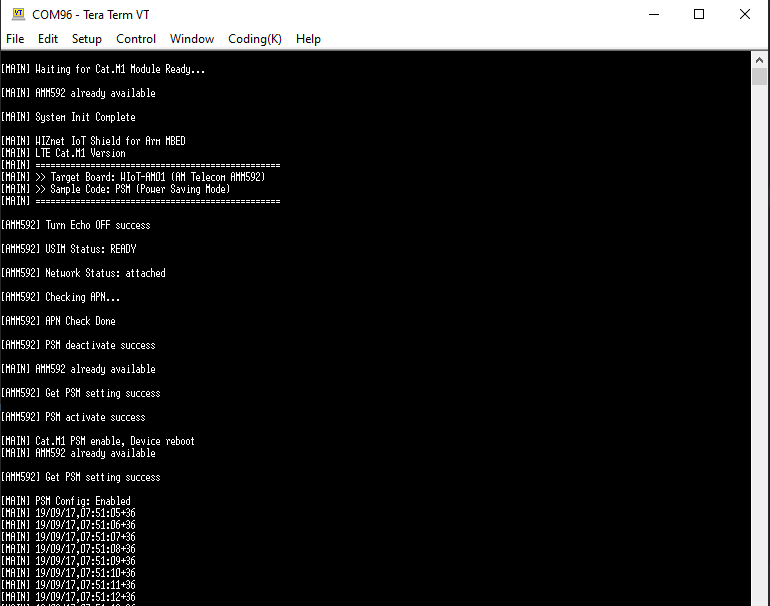 COM96 - Tera Term VT
File Edit Setup Control Window Coding(K) Help
[MAIN] Waiting for Cat.M1 Module Ready...
[MAIN] AMM592 already available
[MAIN] System Init Complete
[MAIN] WIZnet IoT Shield for Arm MBED
[MAIN] LTE Cat.M1 Version
[MAIN] =================================================
[MAIN] >> Target Board: WIoT-AM01 (AM Telecom AMM592)
[MAIN] >> Sample Code: PSM (Power Saving Mode)
[MAIN] =================================================
[AMM592] Turn Echo OFF success
[AMM592] USIM Status: READY
[AMM592] Network Status: attached
[AMM592] Checking APN...
[AMM592] APN Check Done
[AMM592] PSM deactivate success
[MAIN] AMM592 already available
[AMM592] Get PSM setting success
[AMM592] PSM activate success
[MAIN] Cat.M1 PSM enable, Device reboot
[MAIN] AMM592 already available
[AMM592] Get PSM setting success
[MAIN] PSM Config: Enabled
[MAIN] 19/09/17,07:51:05+36
[MAIN] 19/09/17,07:51:06+36
[MAIN] 19/09/17,07:51:07+36
[MAIN] 19/09/17,07:51:08+36
[MAIN] 19/09/17,07:51:09+36
[MAIN] 19/09/17,07:51:10+36
[MAIN] 19/09/17,07:51:11+36
[MAIN] 19/09/17,07:51:12+36